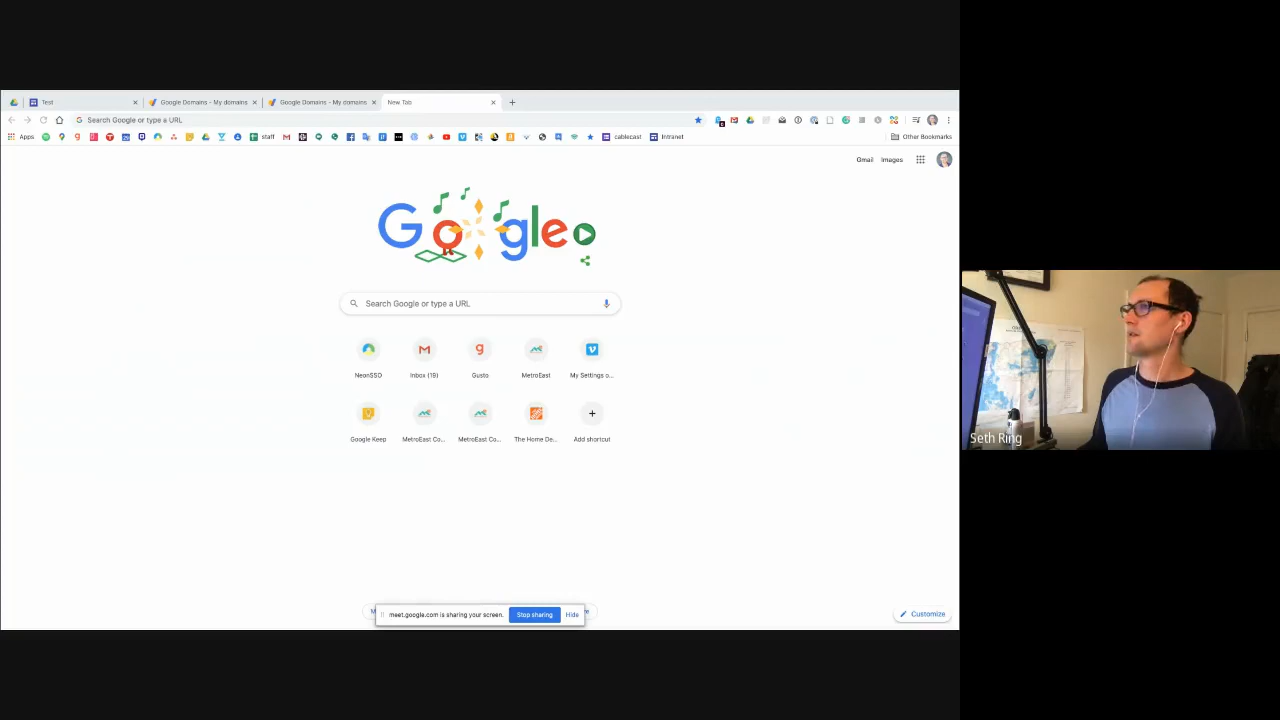 Test
Google Domains - My domains
Google Domains - My domains
New Tab
Search Google or type a URL
Apps
staff
cablecast
Intranet
Other Bookmarks
Gmail
Images
Google
Search Google or type a URL
NeonSSO
Inbox (19)
Gusto
MetroEast
My Settings o...
Google Keep
MetroEast Co...
MetroEast Co...
The Home De...
Add shortcut
meet.google.com is sharing your screen.
Stop sharing
Hide
Customize
Seth Ring